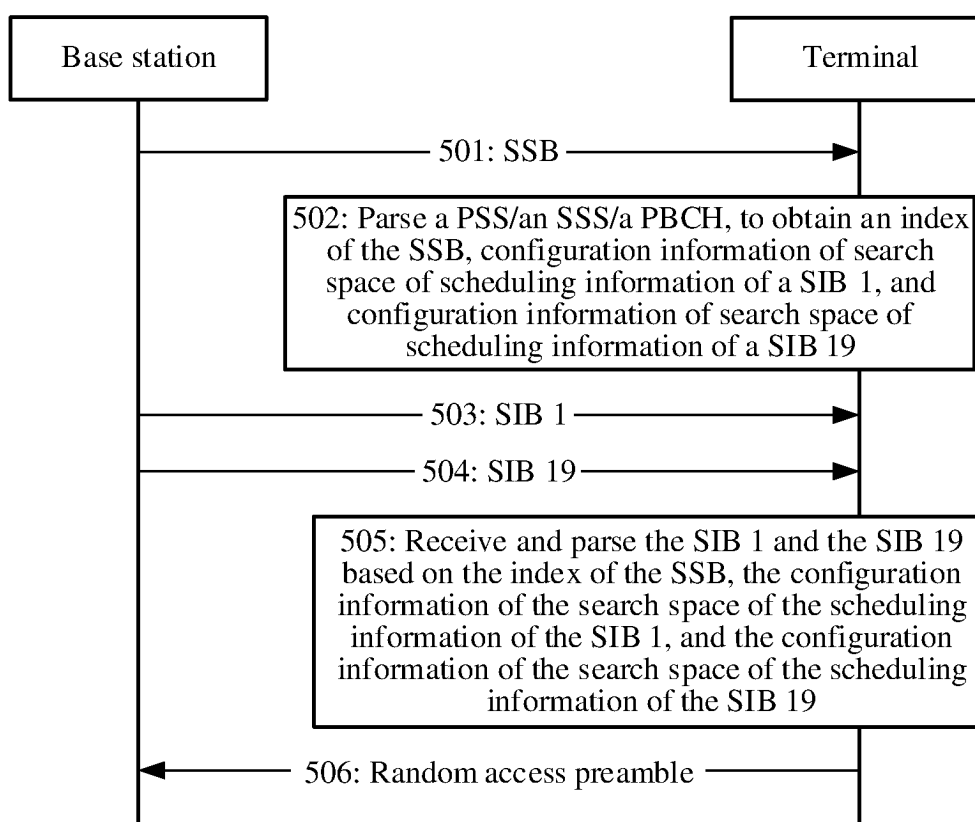 Base station
Terminal
501: SSB
502: Parse a PSS/an SSS/a PBCH, to obtain an index
of the SSB, configuration information of search
space of scheduling information of a SIB 1, and
configuration information of search space of
scheduling information of a SIB 19
503: SIB 1
504: SIB 19
505: Receive and parse the SIB 1 and the SIB 19
based on the index of the SSB, the configuration
information of the search space of the scheduling
information of the SIB 1, and the configuration
information of the search space of the scheduling
information of the SIB 19
506: Random access preamble